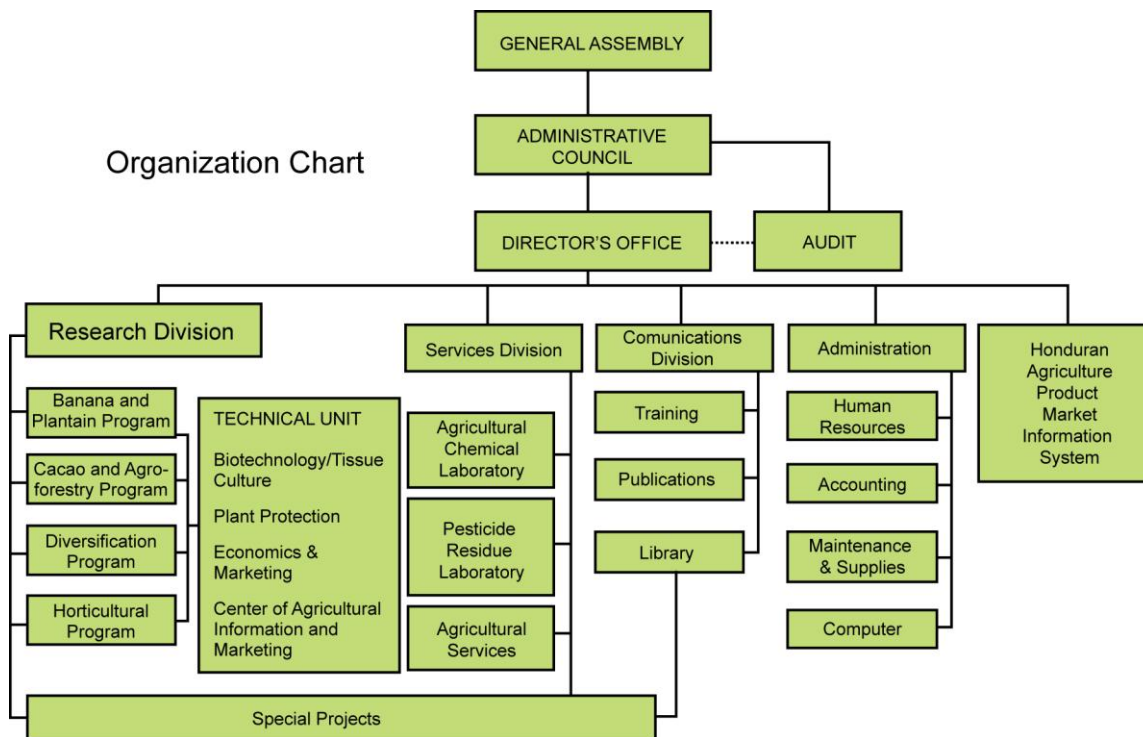 GENERAL ASSEMBLY
ADMINISTRATIVE
COUNCIL
Organization Chart
DIRECTOR'S OFFICE
AUDIT
Research Division
Services Division
Comunications
Division
Administration
Honduran
Agriculture
Product
Market
Information
System
Banana and
Plantain Program
Cacao and Agro-
forestry Program
Diversification
Program
Horticultural
Program
TECHNICAL UNIT
Biotechnology/Tissue
Culture
Plant Protection
Economics &
Marketing
Center of Agricultural
Information and
Marketing
Agricultural
Chemical
Laboratory
Pesticide
Residue
Laboratory
Agricultural
Services
Training
Publications
Library
Human
Resources
Accounting
Maintenance
& Supplies
Computer
Special Projects